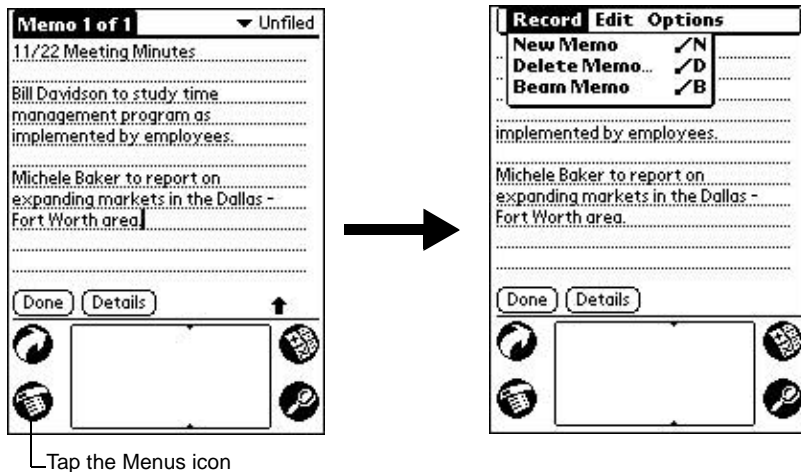 Memo 1 of 1
Unfiled
11/22 Meeting Minutes
Bill Davidson to study time
management program as
implemented by employees.
Michele Baker to report on
expanding markets in the Dallas -
Fort Worth area.
Done Details
Tap the Menus icon
Record Edit Options
New Memo /N
Delete Memo... /D
Beam Memo /B
implemented by employees.
Michele Baker to report on
expanding markets in the Dallas -
Fort Worth area.
Done Details